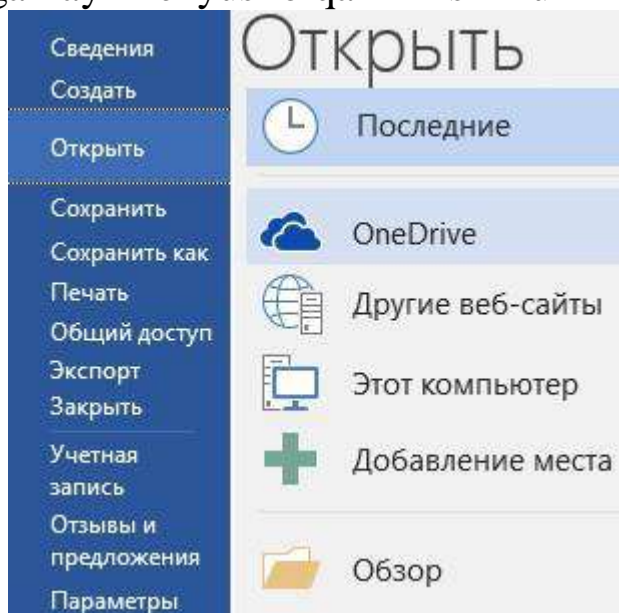 Сведения
Создать
Открыть
Сохранить
Сохранить как
Печать
Общий доступ
Экспорт
Закрыть
Учетная
запись
Отзывы и
предложения
Параметры
Открыть
Последние
OneDrive
Другие веб-сайты
Этот компьютер
Добавление места
Обзор